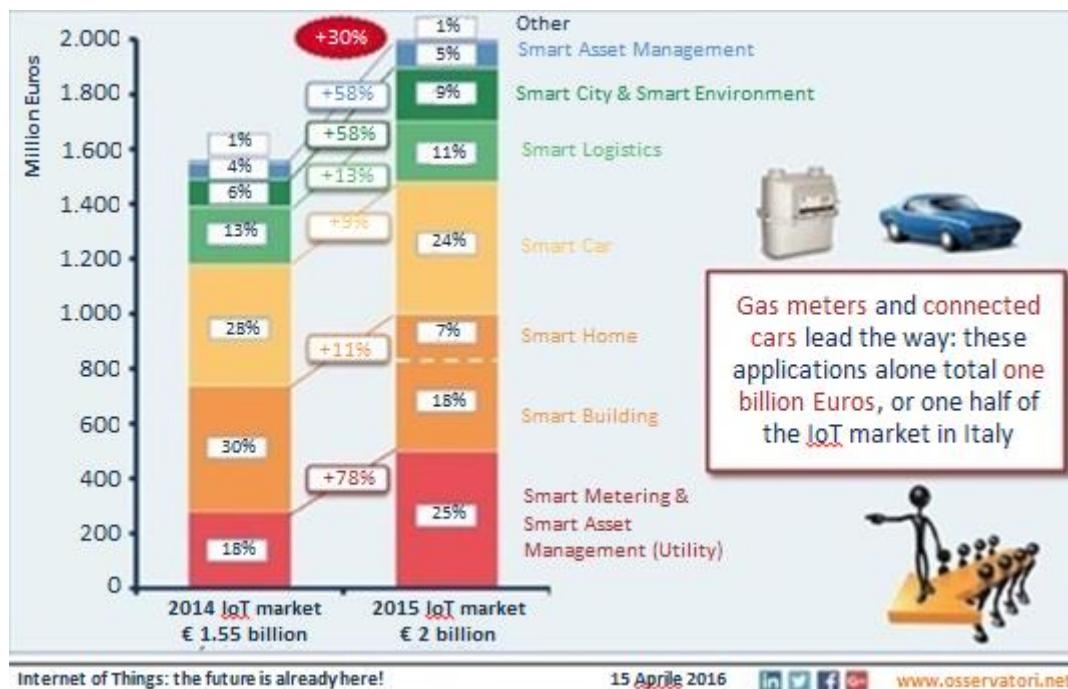 Million Euros
2.000
1.800
1.600
1.400
1.200
1.000
800
600
400
200
0
1%
4%
6%
13%
28%
30%
18%
+30%
+58%
+58%
+13%
+9%
+11%
+78%
1%
5%
9%
11%
24%
7%
18%
25%
Other
Smart Asset Management
Smart City & Smart Environment
Smart Logistics
Smart Car
Smart Home
Smart Building
Smart Metering &
Smart Asset
Management (Utility)
Gas meters and connected
cars lead the way: these
applications alone total one
billion Euros, or one half of
the IoT market in Italy
2014 IoT market
€ 1.55 billion
2015 IoT market
€ 2 billion
Internet of Things: the future is already here!
15 Aprile 2016
in
f
G+
www.osservatori.net